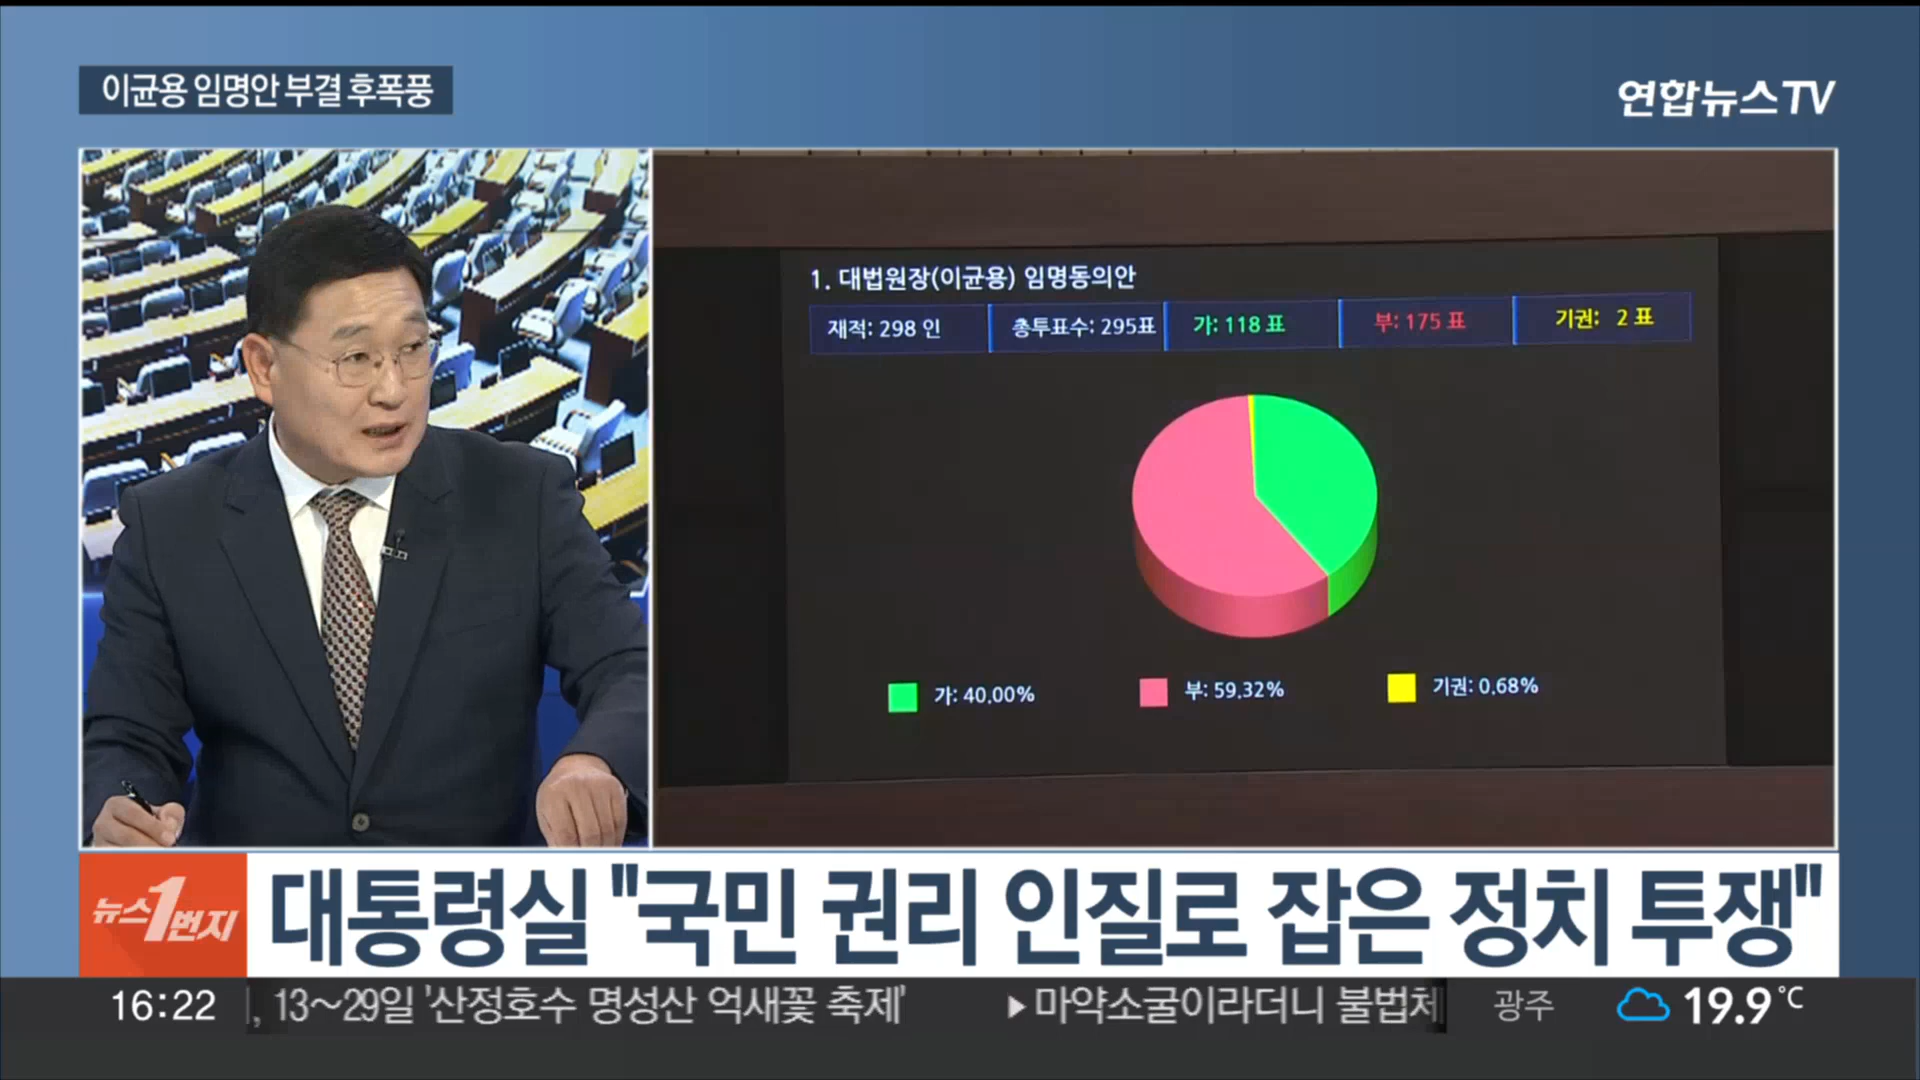 이균용 임명안 부결 후폭풍
연합뉴스TV
1. 대법원장(이균용) 임명동의안
재적: 298 인 총투표수: 295표 가: 118 표 부: 175 표 기권: 2 표
가: 40.00% 부: 59.32% 기권: 0.68%
뉴스1번지
대통령실 "국민 권리 인질로 잡은 정치 투쟁"
16:22 , 13~29일 '산정호수 명성산 억새꽃 축제' ▶마약소굴이라더니 불법체 광주 19.9℃